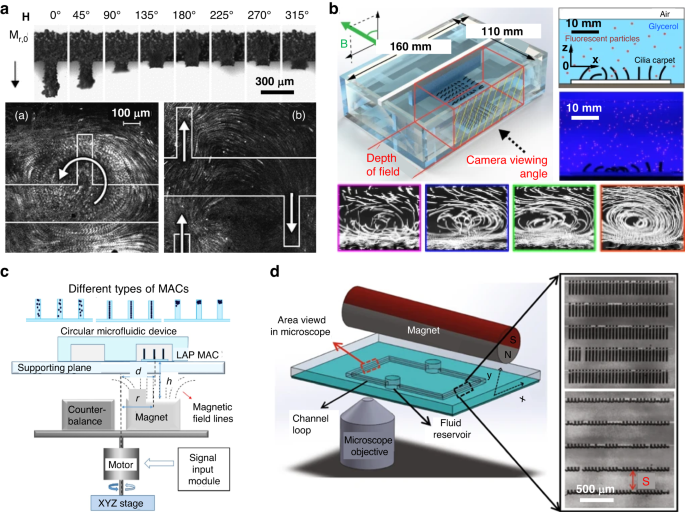 a
H 0° 45° 90° 135° 180° 225° 270° 315°
Mr,0
300 μm
100 μm
(a)
(b)
b
B
160 mm
110 mm
Depth
of field
Camera viewing
angle
Air
10 mm
Glycerol
Fluorescent particles
z
0
x
Cilia carpet
10 mm
c
Different types of MACs
Circular microfluidic device
LAP MAC
Supporting plane
d
h
r
Counter-
balance
Magnet
Magnetic
field lines
Motor
Signal
input
module
XYZ stage
d
Area viewd
in microscope
Magnet
S
N
y
x
Channel
loop
Fluid
reservoir
Microscope
objective
S
500 μm